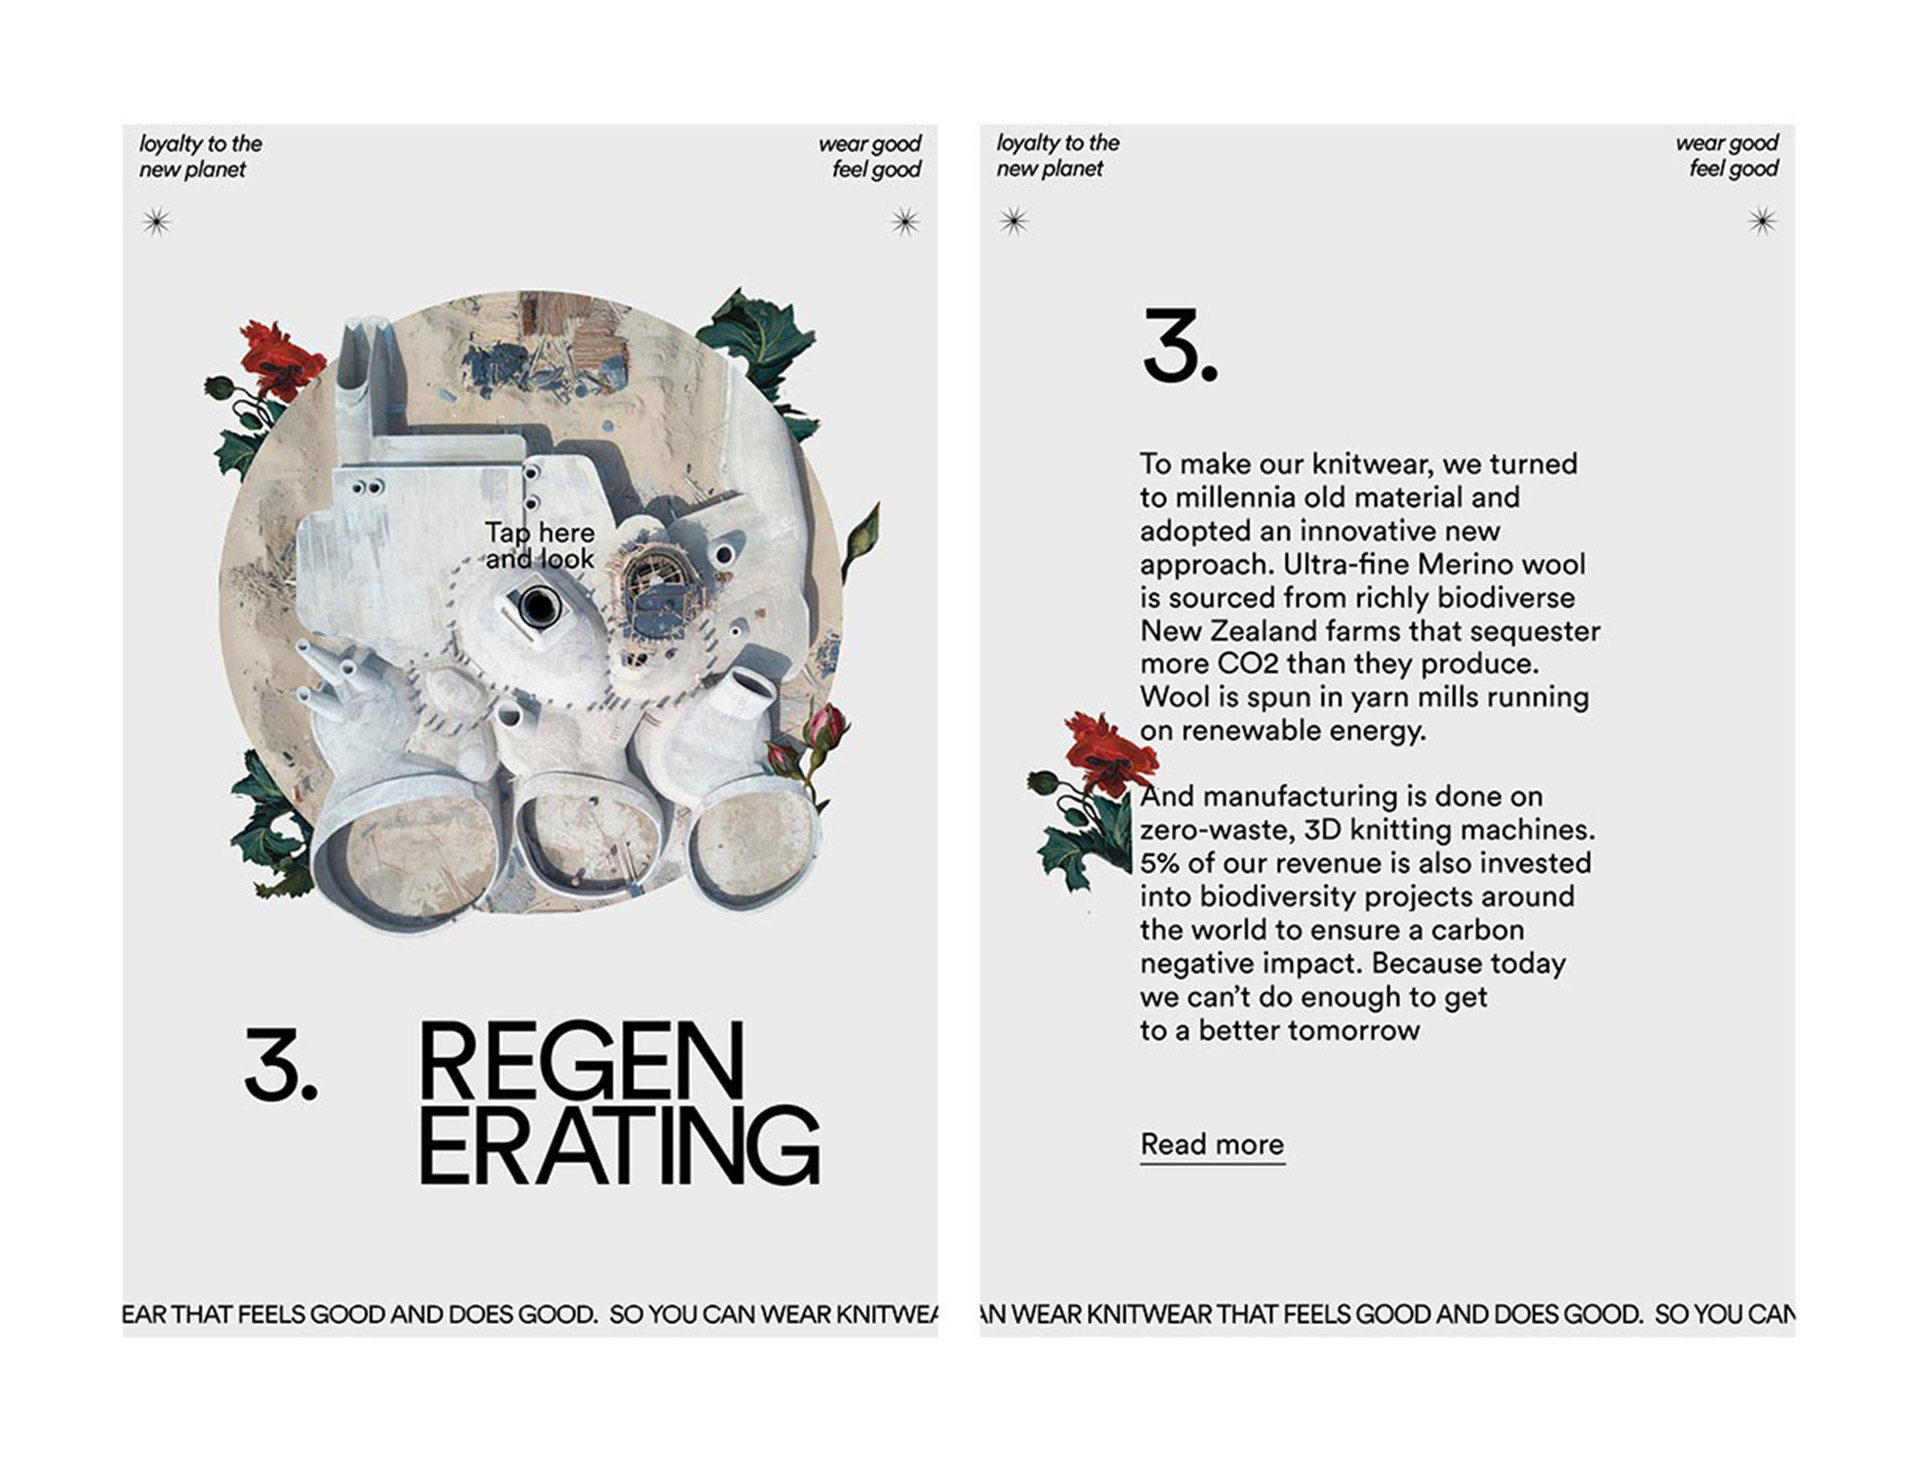 loyalty to the
new planet
wear good
feel good
Tap here
and look
3.
REGEN
ERATING
EAR THAT FEELS GOOD AND DOES GOOD. SO YOU CAN WEAR KNITWEA
loyalty to the
new planet
wear good
feel good
3.
To make our knitwear, we turned
to millennia old material and
adopted an innovative new
approach. Ultra-fine Merino wool
is sourced from richly biodiverse
New Zealand farms that sequester
more CO2 than they produce.
Wool is spun in yarn mills running
on renewable energy.
And manufacturing is done on
zero-waste, 3D knitting machines.
5% of our revenue is also invested
into biodiversity projects around
the world to ensure a carbon
negative impact. Because today
we can’t do enough to get
to a better tomorrow
Read more
AN WEAR KNITWEAR THAT FEELS GOOD AND DOES GOOD. SO YOU CAN